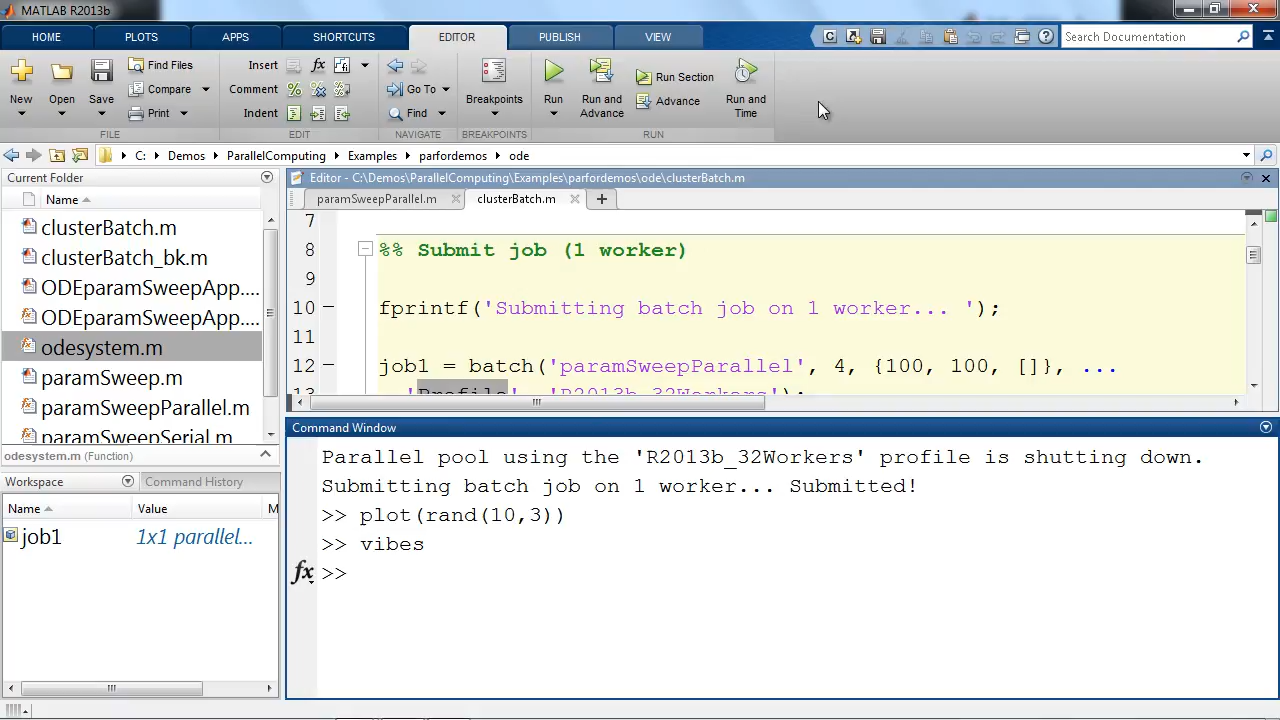 MATLAB R2013b
HOME PLOTS APPS SHORTCUTS EDITOR PUBLISH VIEW Search Documentation
New Open Save Find Files Compare Print
Insert Comment Indent
Go To Find
Breakpoints Run Run and Advance Run Section Advance Run and Time
FILE EDIT NAVIGATE BREAKPOINTS RUN
C: Demos ParallelComputing Examples parfordemos ode
Current Folder
Name
clusterBatch.m
clusterBatch_bk.m
ODEparamSweepApp....
ODEparamSweepApp....
odesystem.m
paramSweep.m
paramSweepParallel.m
paramSweepSerial.m
odesystem.m (Function)
Workspace Command History
Name Value M
job1 1x1 parallel...
Editor - C:\Demos\ParallelComputing\Examples\parfordemos\ode\clusterBatch.m
paramSweepParallel.m clusterBatch.m
7
8 %% Submit job (1 worker)
9
10 fprintf('Submitting batch job on 1 worker... ');
11
12 job1 = batch('paramSweepParallel', 4, {100, 100, []}, ...
13 'Profile', 'R2013b_32Workers');
Command Window
Parallel pool using the 'R2013b_32Workers' profile is shutting down.
Submitting batch job on 1 worker... Submitted!
>> plot(rand(10,3))
>> vibes
fx >>